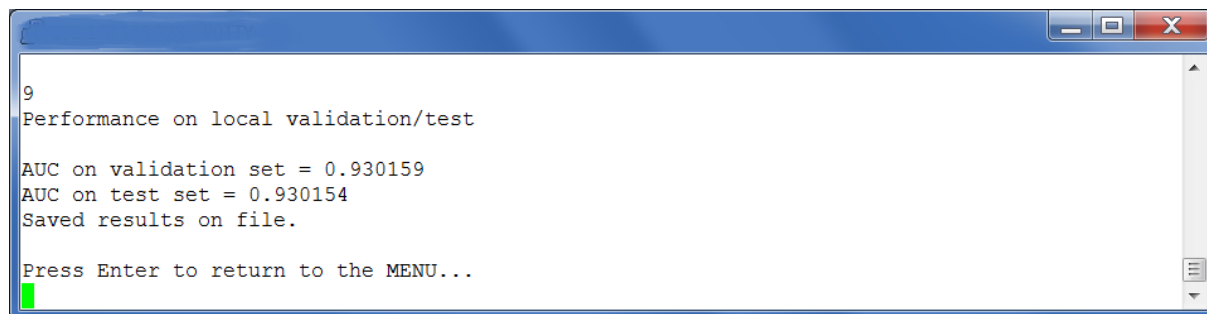 9
Performance on local validation/test
AUC on validation set = 0.930159
AUC on test set = 0.930154
Saved results on file.
Press Enter to return to the MENU...